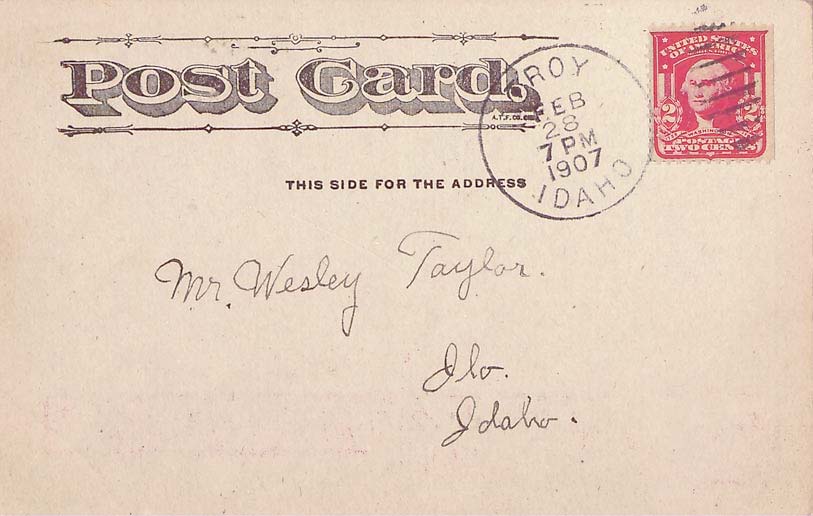 Post Card.
A.T.F. CO.
TROY
FEB
28
7 PM
1907
IDAHO
UNITED STATES
OF AMERICA
2 2
WASHINGTON
POSTAGE
TWO CENTS
THIS SIDE FOR THE ADDRESS
Mr. Wesley Taylor.
Ilo.
Idaho.